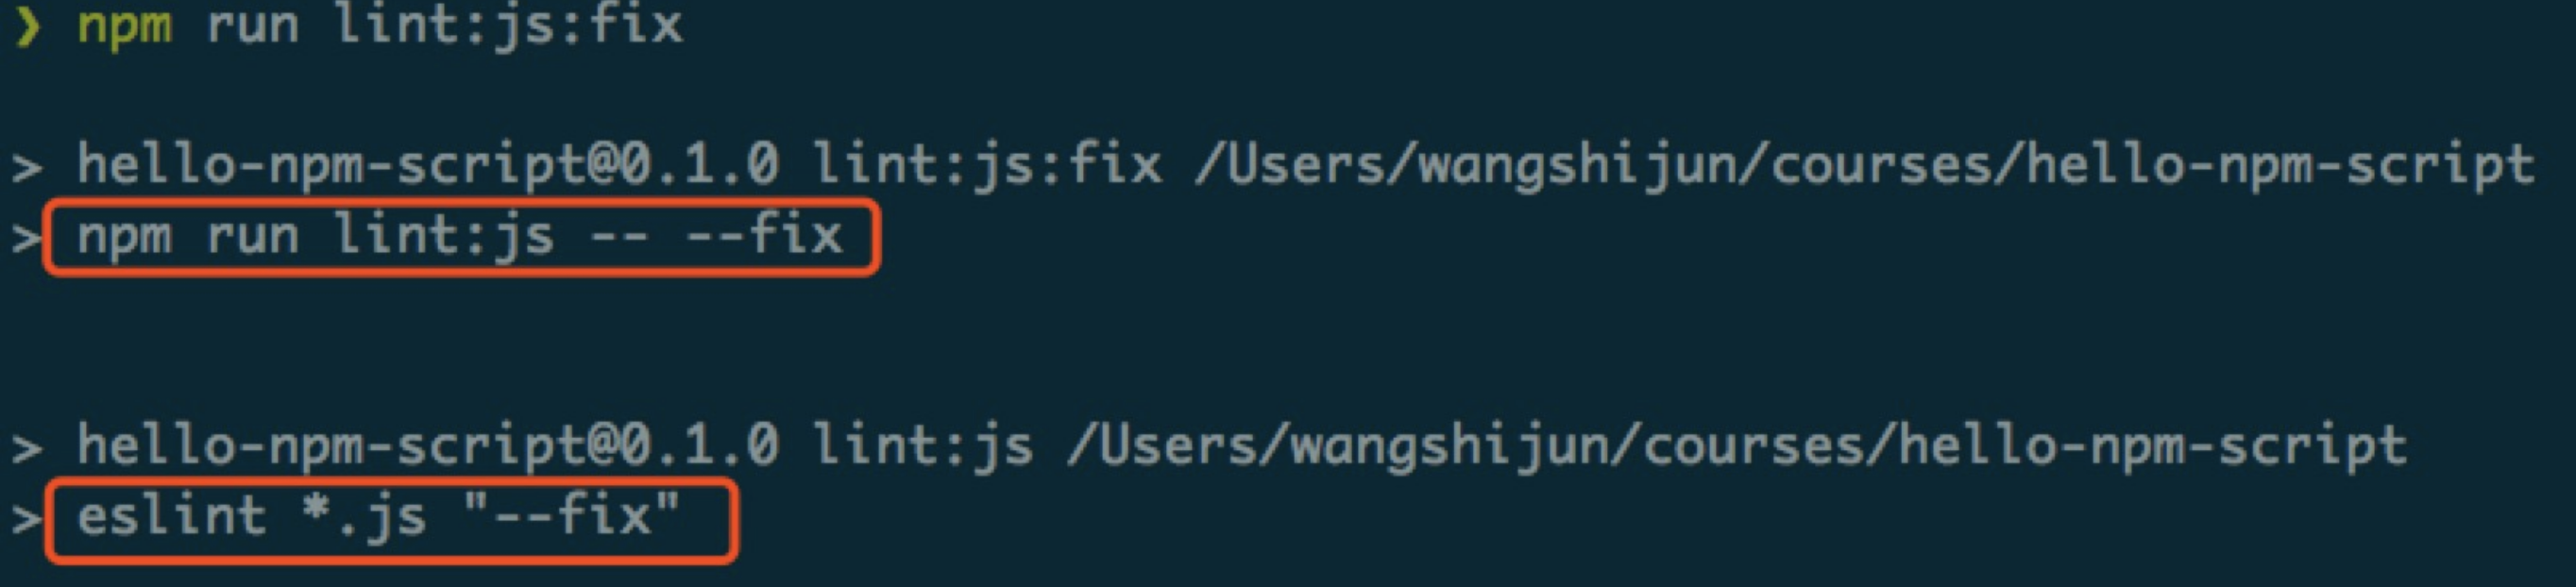 ❯ npm run lint:js:fix
> hello-npm-script@0.1.0 lint:js:fix /Users/wangshijun/courses/hello-npm-script
> npm run lint:js -- --fix
> hello-npm-script@0.1.0 lint:js /Users/wangshijun/courses/hello-npm-script
> eslint *.js "--fix"